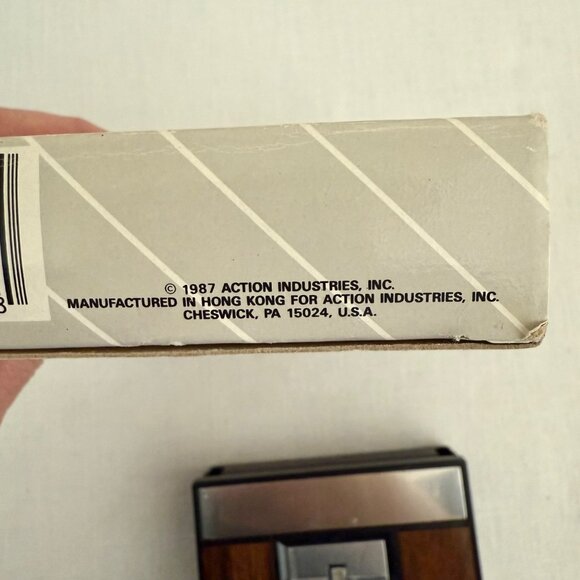 © 1987 ACTION INDUSTRIES, INC.
MANUFACTURED IN HONG KONG FOR ACTION INDUSTRIES, INC.
CHESWICK, PA 15024, U.S.A.